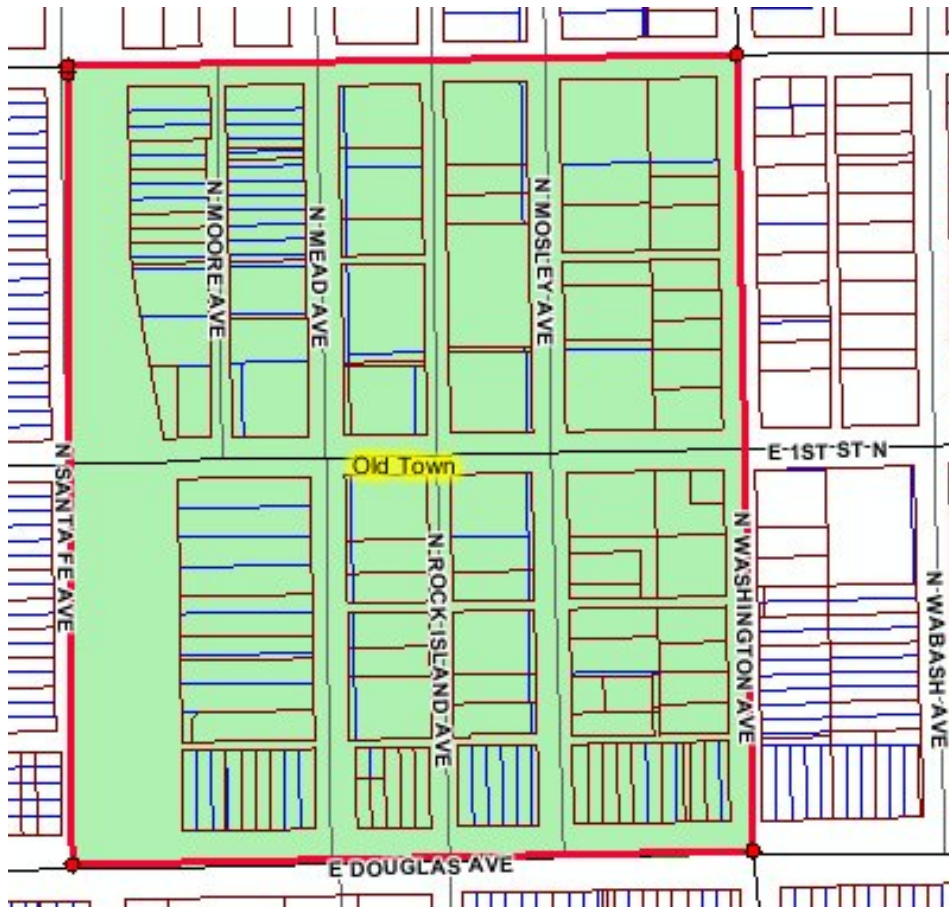 N MOORE AVE
N MEAD AVE
N MOSLEY AVE
E 1ST ST N
Old Town
N SANTA FE AVE
N ROCK ISLAND AVE
N WASHINGTON AVE
N WABASH AVE
E DOUGLAS AVE